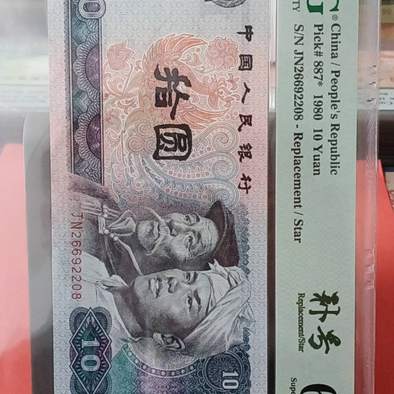 ® China / People's Republic
Pick# 887* 1980 10 Yuan
S/N JN26692208 - Replacement / Star
补号
Replacement/Star
中国人民银行
拾圆
JN26692208
10
10